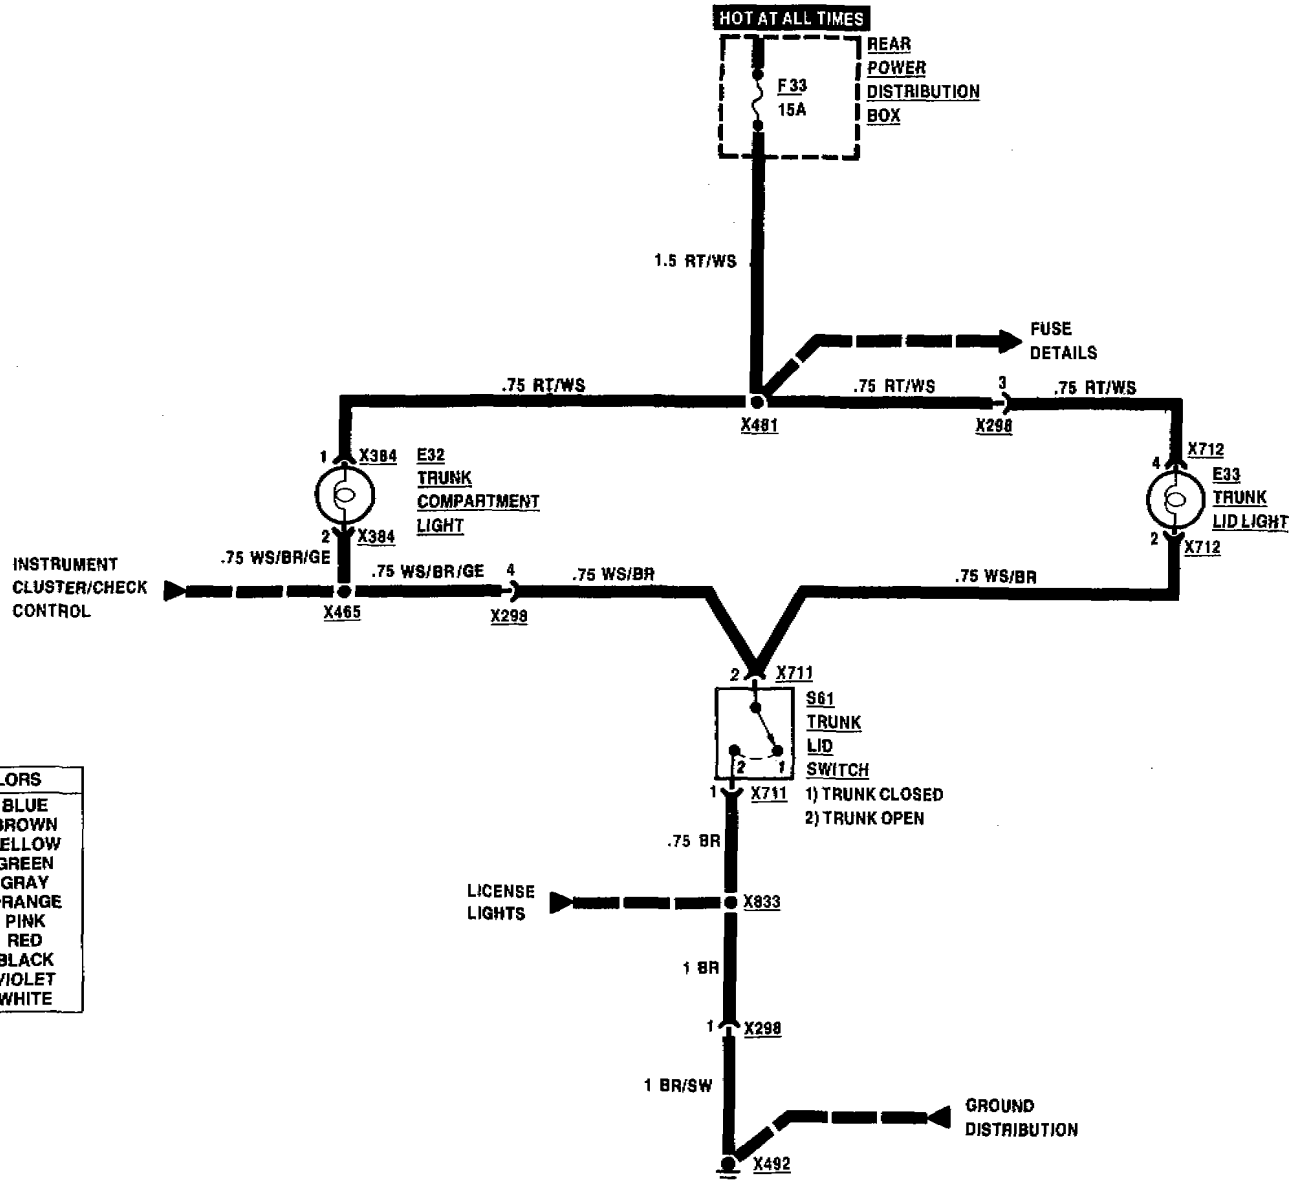 HOT AT ALL TIMES
REAR
POWER
DISTRIBUTION
BOX
F 33
15A
1.5 RT/WS
FUSE
DETAILS
.75 RT/WS
.75 RT/WS
3
.75 RT/WS
X481
X298
1
X384
E32
TRUNK
COMPARTMENT
LIGHT
X712
4
E33
TRUNK
LID LIGHT
2
X384
2
X712
INSTRUMENT
CLUSTER/CHECK
CONTROL
.75 WS/BR/GE
.75 WS/BR/GE
4
.75 WS/BR
.75 WS/BR
X465
X298
2
X711
S61
TRUNK
LID
SWITCH
2
1
1) TRUNK CLOSED
2) TRUNK OPEN
1
X711
.75 BR
LICENSE
LIGHTS
X833
1 BR
1
X298
1 BR/SW
GROUND
DISTRIBUTION
X492
LORS
BLUE
BROWN
ELLOW
GREEN
GRAY
RANGE
PINK
RED
BLACK
VIOLET
WHITE